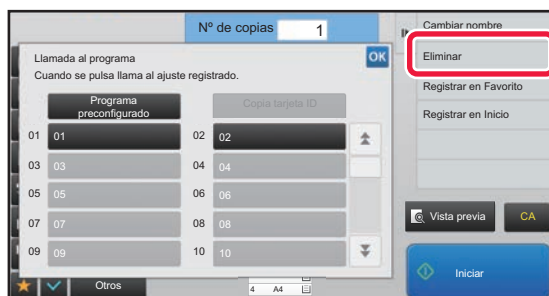 Nº de copias 1
Llamada al programa
OK
Cuando se pulsa llama al ajuste registrado.
Programa
preconfigurado
Copia tarjeta ID
01 01
02 02
03 03
04 04
05 05
06 06
07 07
08 08
09 09
10 10
Otros
4 A4
Cambiar nombre
Eliminar
Registrar en Favorito
Registrar en Inicio
Vista previa
CA
Iniciar